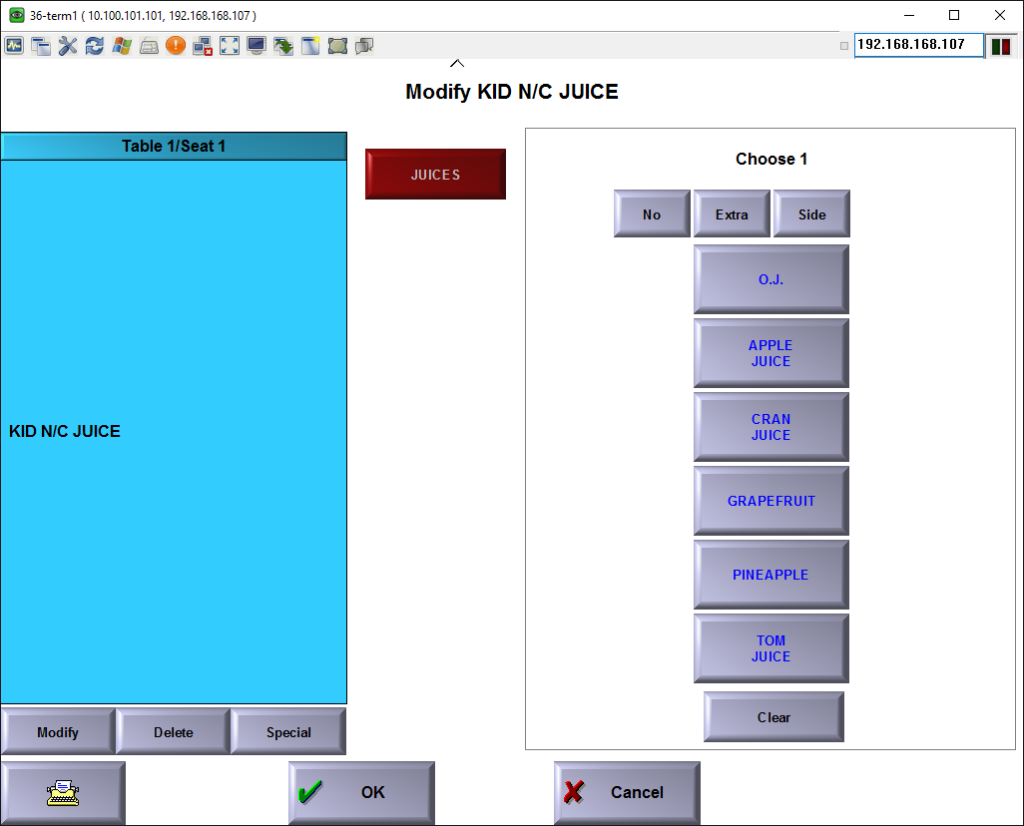 36-term1 ( 10.100.101.101, 192.168.168.107 )
192.168.168.107
Modify KID N/C JUICE
Table 1/Seat 1
JUICES
Choose 1
No
Extra
Side
O.J.
APPLE
JUICE
CRAN
JUICE
KID N/C JUICE
GRAPEFRUIT
PINEAPPLE
TOM
JUICE
Clear
Modify
Delete
Special
OK
Cancel